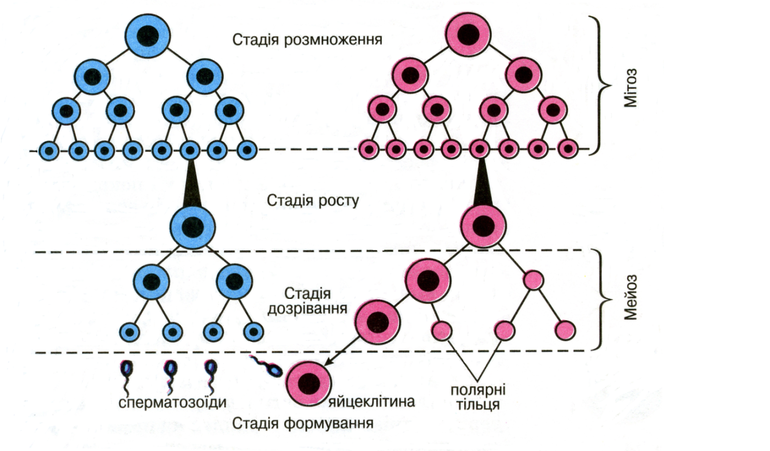 Стадія розмноження
Мітоз
Стадія росту
Стадія
дозрівання
Мейоз
сперматозоїди
яйцеклітина
полярні
тільця
Стадія формування